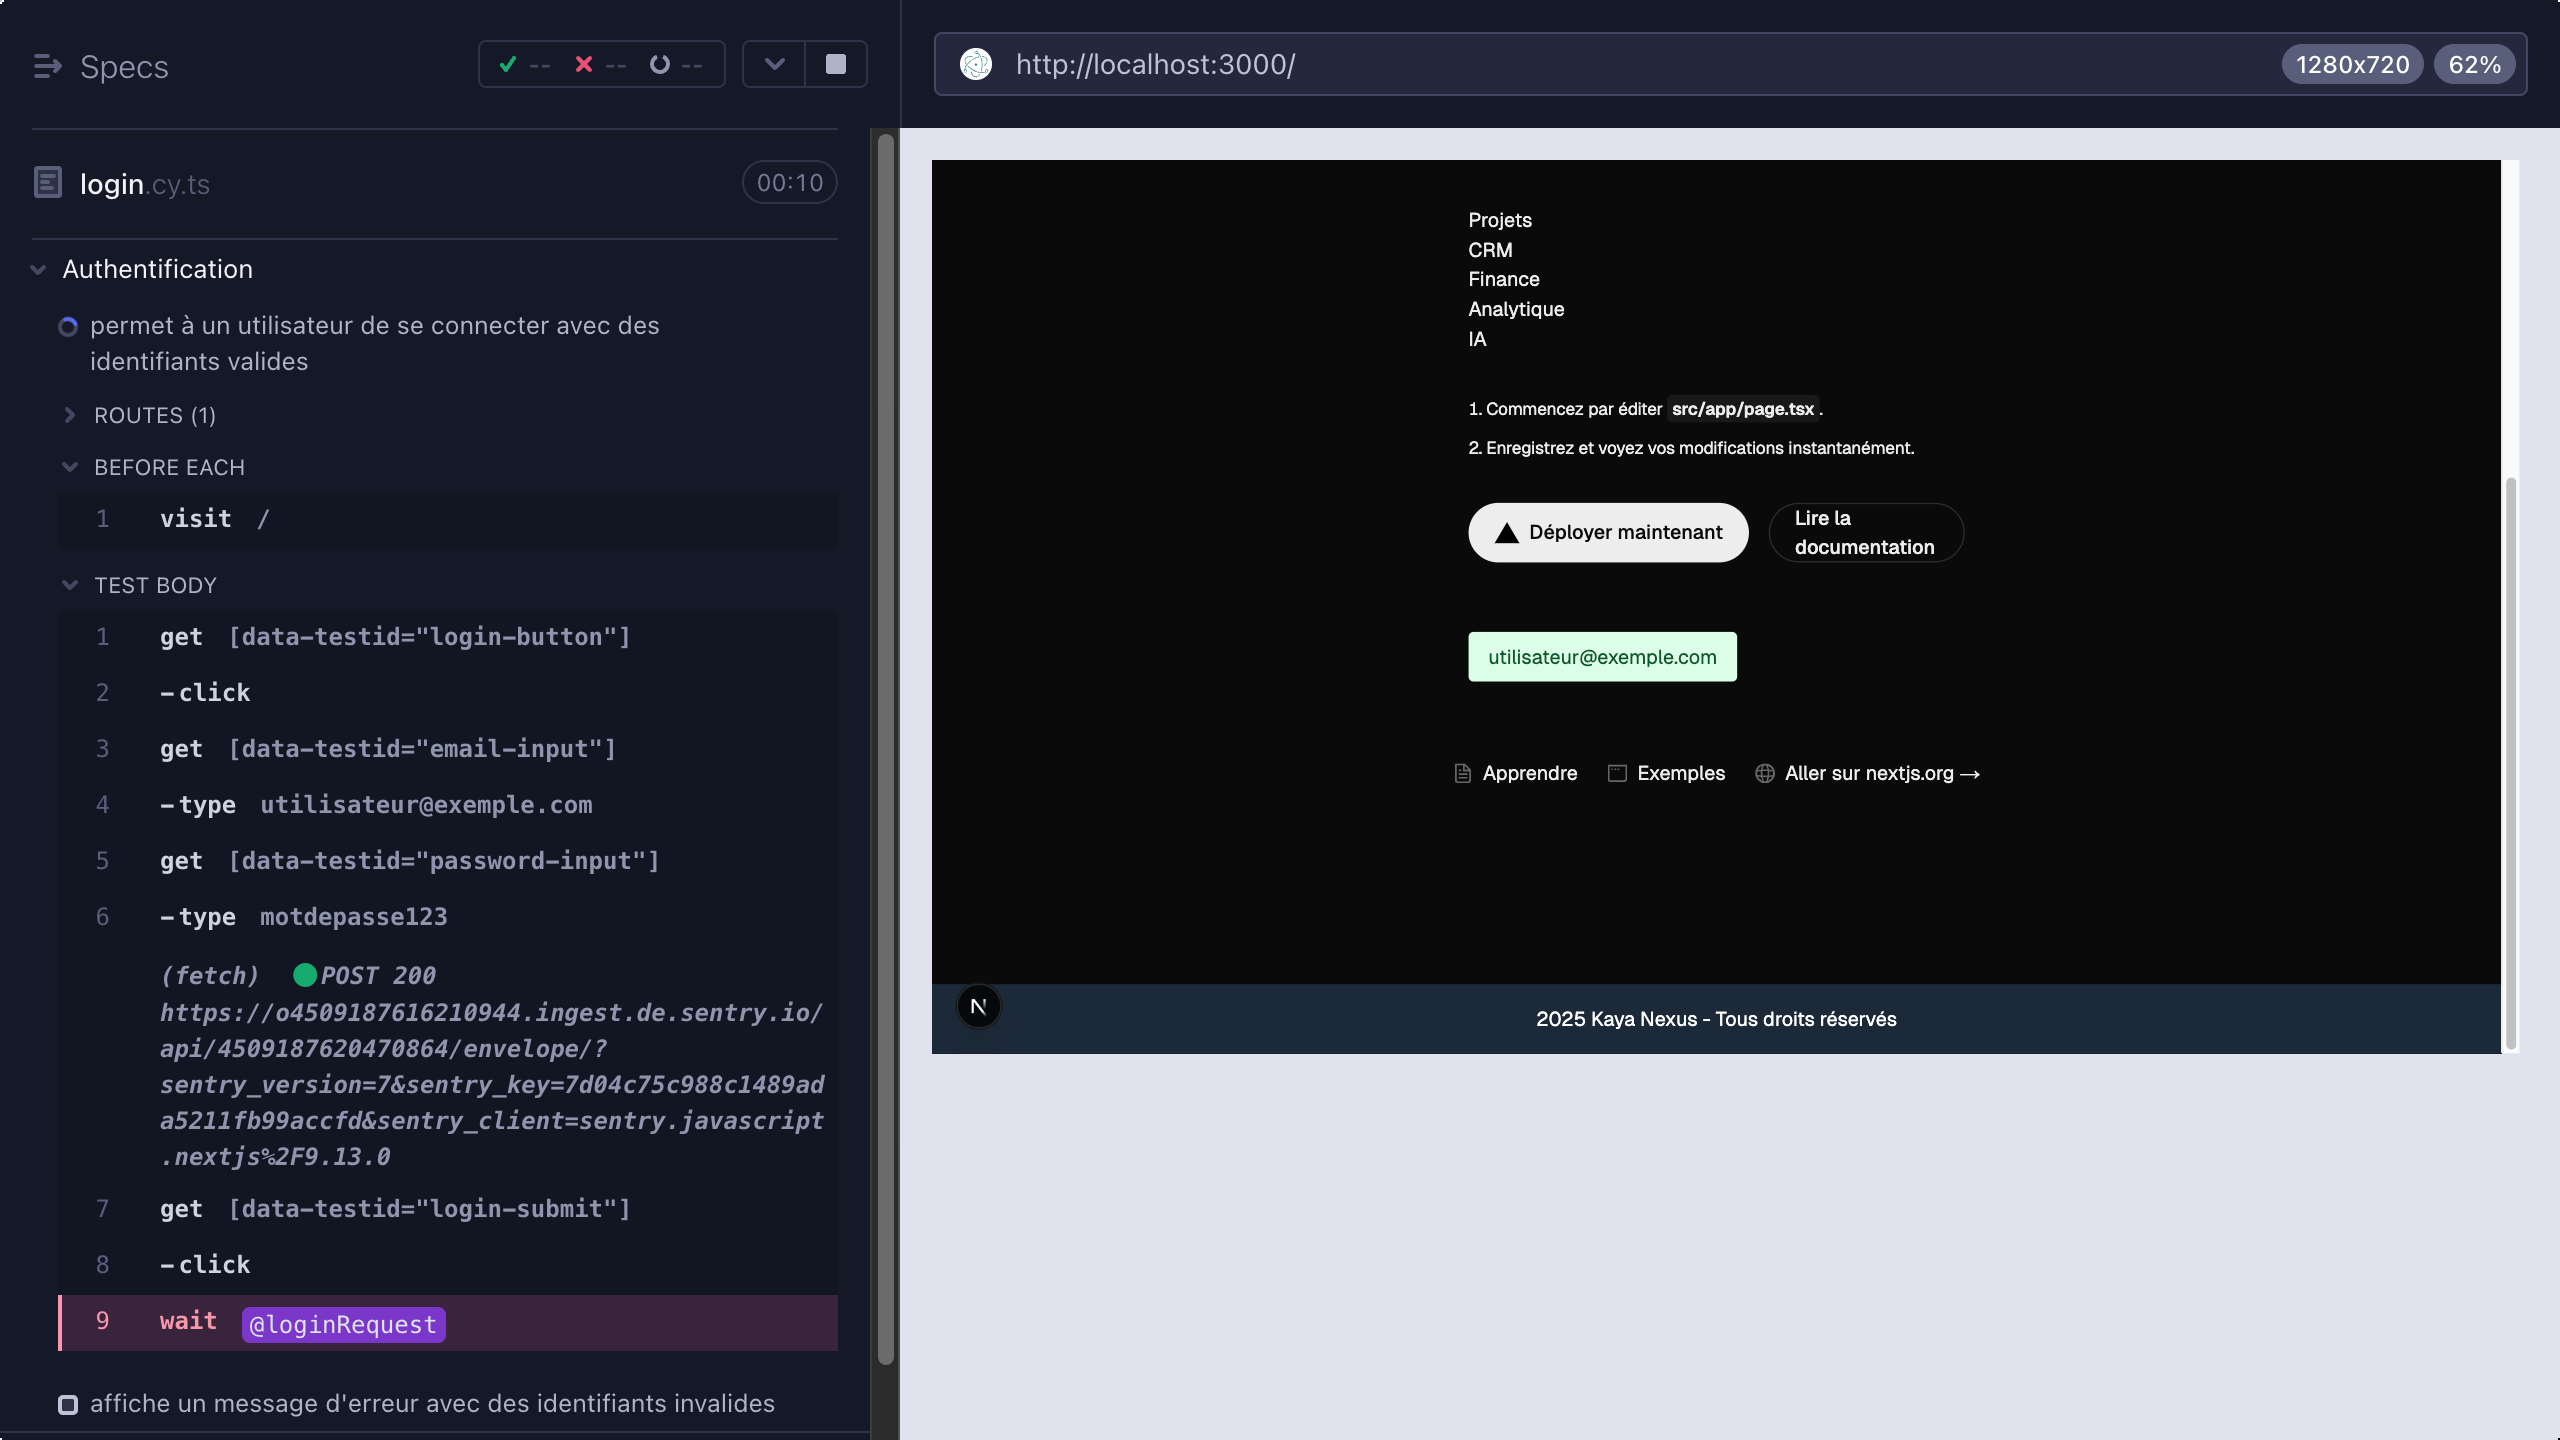 Specs
-- -- --
login.cy.ts
00:10
Authentification
permet à un utilisateur de se connecter avec des
identifiants valides
ROUTES (1)
BEFORE EACH
1 visit /
TEST BODY
1 get [data-testid="login-button"]
2 -click
3 get [data-testid="email-input"]
4 -type utilisateur@exemple.com
5 get [data-testid="password-input"]
6 -type motdepasse123
(fetch) POST 200
https://o4509187616210944.ingest.de.sentry.io/
api/4509187620470864/envelope/?
sentry_version=7&sentry_key=7d04c75c988c1489ad
a5211fb99accfd&sentry_client=sentry.javascript
.nextjs%2F9.13.0
7 get [data-testid="login-submit"]
8 -click
9 wait @loginRequest
affiche un message d'erreur avec des identifiants invalides
http://localhost:3000/
1280x720 62%
Projets
CRM
Finance
Analytique
IA
1. Commencez par éditer src/app/page.tsx .
2. Enregistrez et voyez vos modifications instantanément.
Déployer maintenant
Lire la
documentation
utilisateur@exemple.com
Apprendre Exemples Aller sur nextjs.org →
N
2025 Kaya Nexus - Tous droits réservés